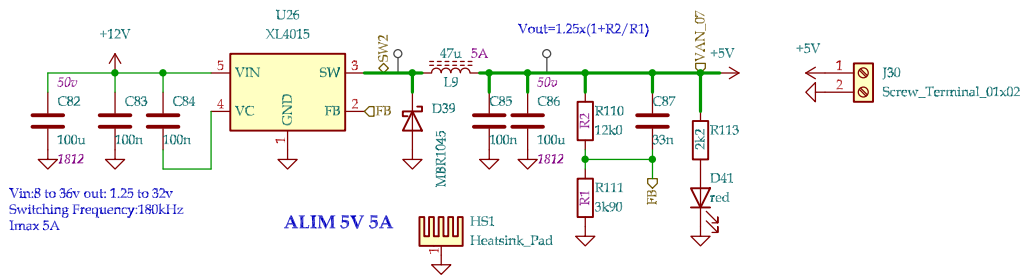 U26
XL4015
+12V
5
VIN
SW
3
4
VC
FB
2
FB
GND
1
50v
C82
100u
1812
C83
100n
C84
100n
SW2
47u
5A
L9
D39
MBR1045
Vout=1.25x(1+R2/R1)
C85
100n
50v
C86
100u
1812
R110
R2
12k0
C87
33n
R111
R1
3k90
FB
VAN_07
+5V
R113
2k2
D41
red
+5V
1
2
J30
Screw_Terminal_01x02
Vin:8 to 36v out: 1.25 to 32v
Switching Frequency:180kHz
Imax 5A
ALIM 5V 5A
HS1
Heatsink_Pad
1